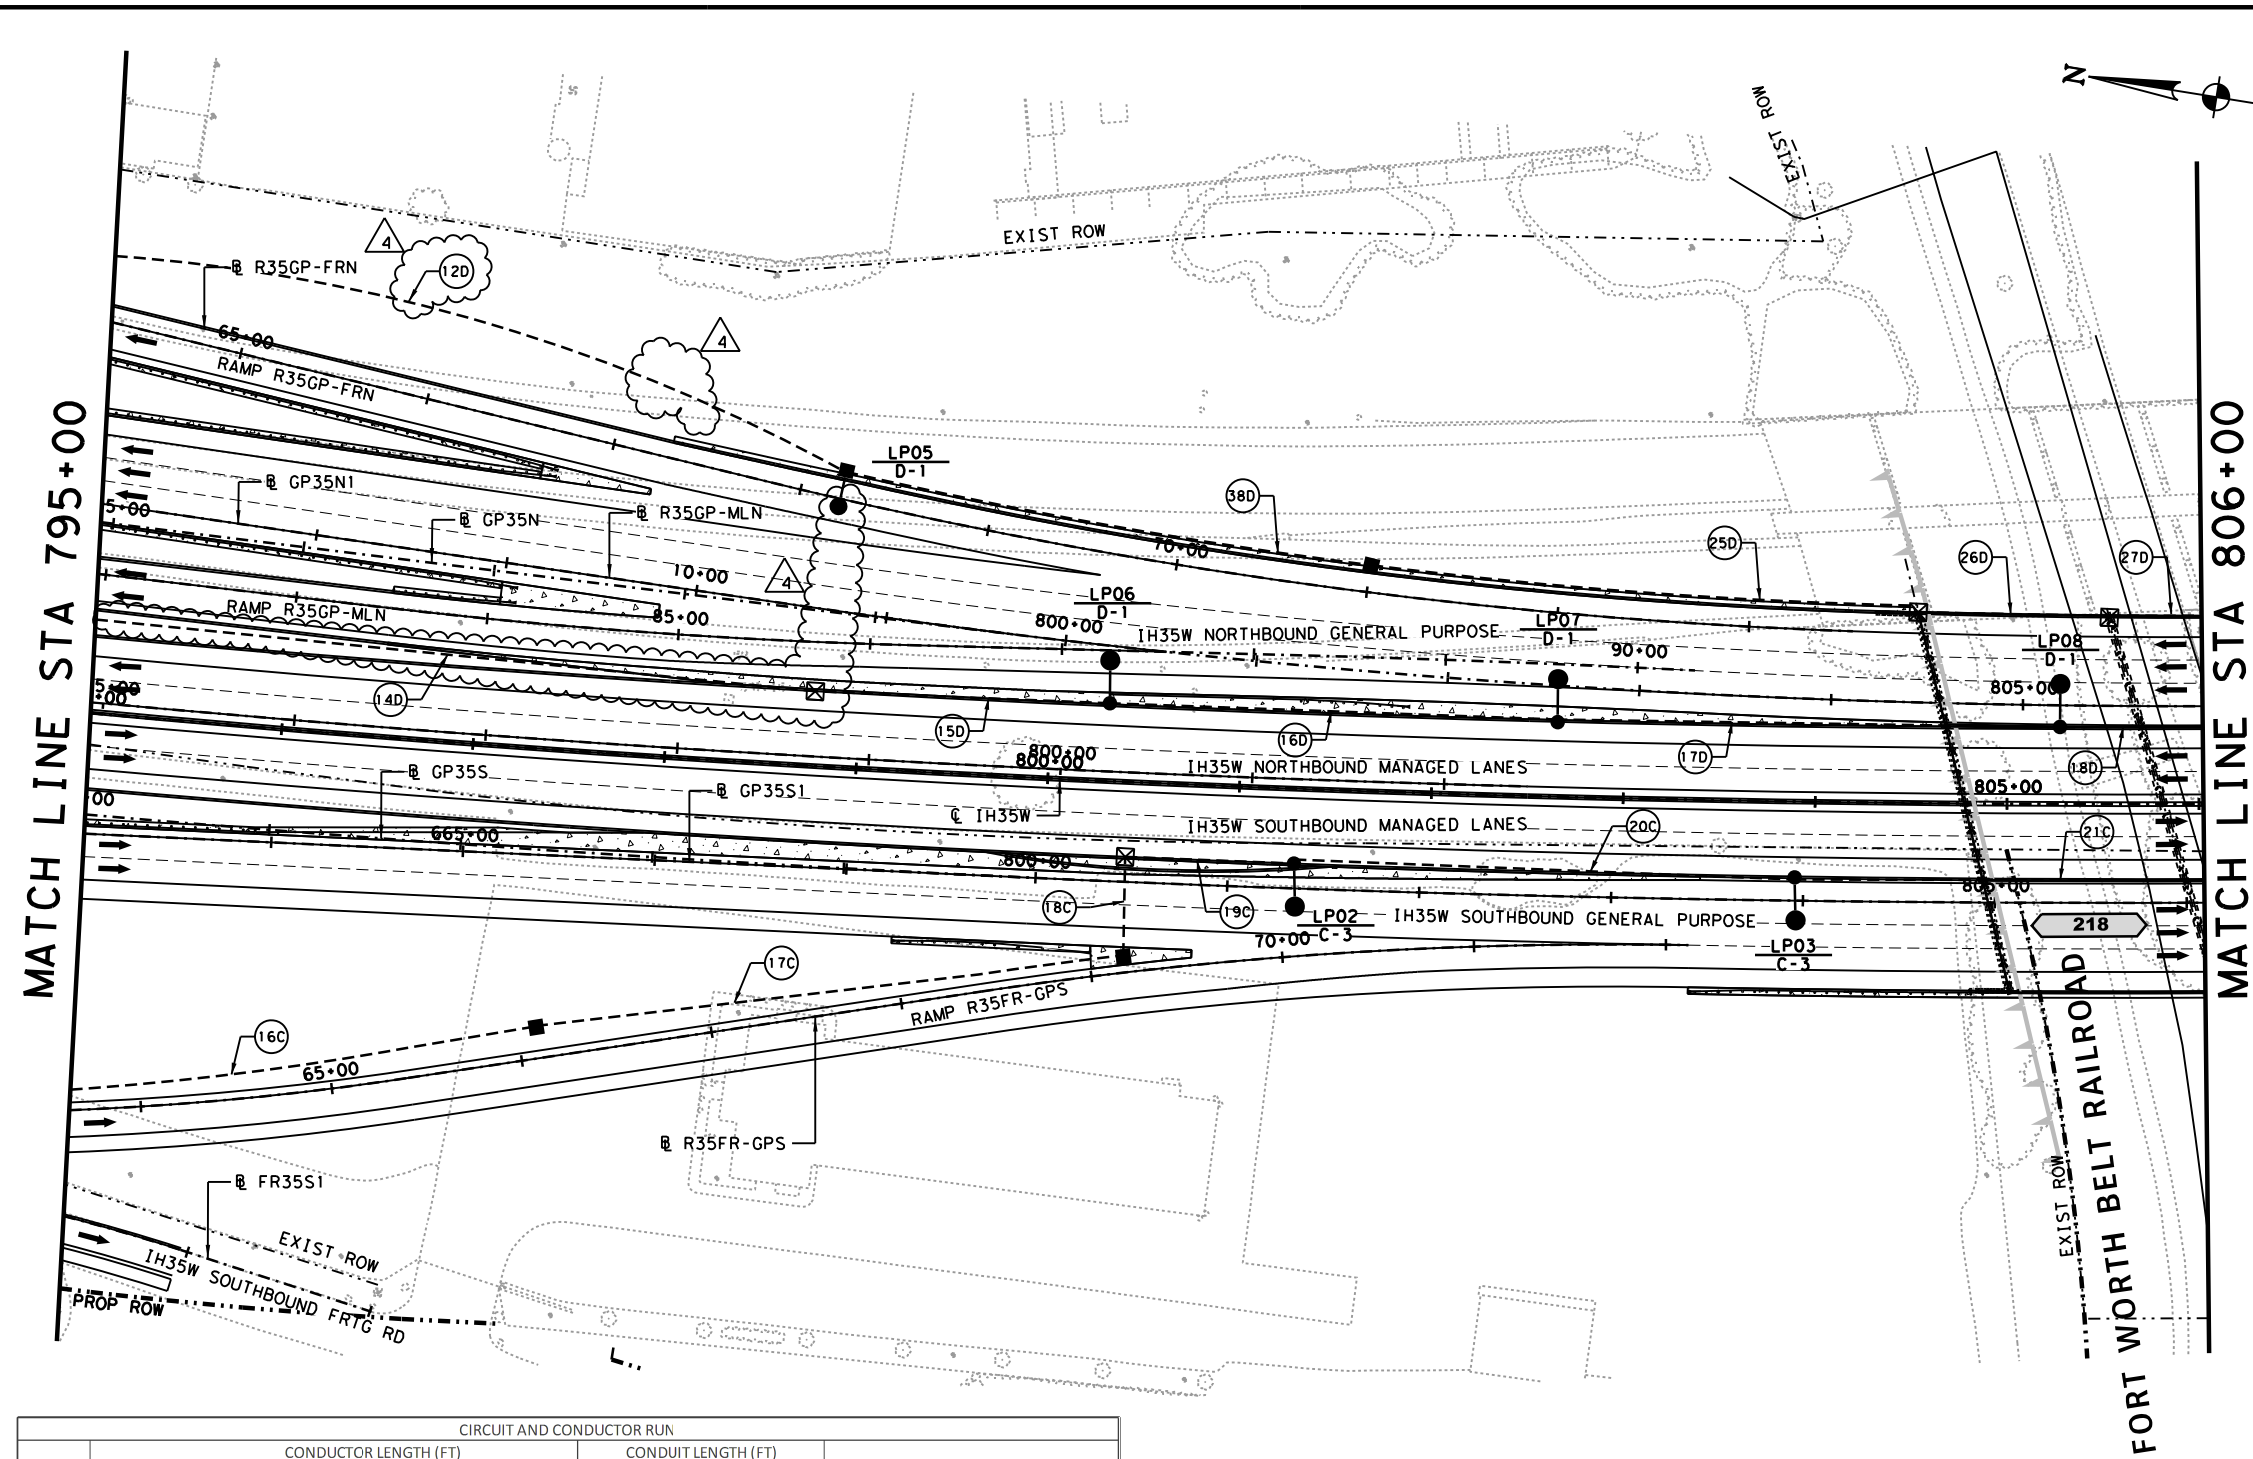 N
EXIST ROW
EXIST ROW
4
12D
℄ R35GP-FRN
4
65+00
RAMP R35GP-FRN
LP05
D-1
MATCH LINE STA 795+00
MATCH LINE STA 806+00
℄ GP35N1
℄ GP35N
℄ R35GP-MLN
5+00
38D
25D
26D
27D
70+00
10+00
4
LP06
D-1
LP07
D-1
LP08
D-1
RAMP R35GP-MLN
85+00
800+00
IH35W NORTHBOUND GENERAL PURPOSE
90+00
805+00
14D
15D
16D
17D
18D
5+00
+00
800+00
800+00
IH35W NORTHBOUND MANAGED LANES
℄ GP35S
℄ GP35S1
℄ IH35W
805+00
00
665+00
IH35W SOUTHBOUND MANAGED LANES
20C
21C
800+00
805+00
18C
19C
LP02
C-3
IH35W SOUTHBOUND GENERAL PURPOSE
218
70+00
LP03
C-3
17C
RAMP R35FR-GPS
16C
65+00
℄ R35FR-GPS
℄ FR35S1
EXIST ROW
IH35W SOUTHBOUND FRTG RD
PROP ROW
EXIST ROW
FORT WORTH BELT RAILROAD
CIRCUIT AND CONDUCTOR RUN
CONDUCTOR LENGTH (FT)
CONDUIT LENGTH (FT)